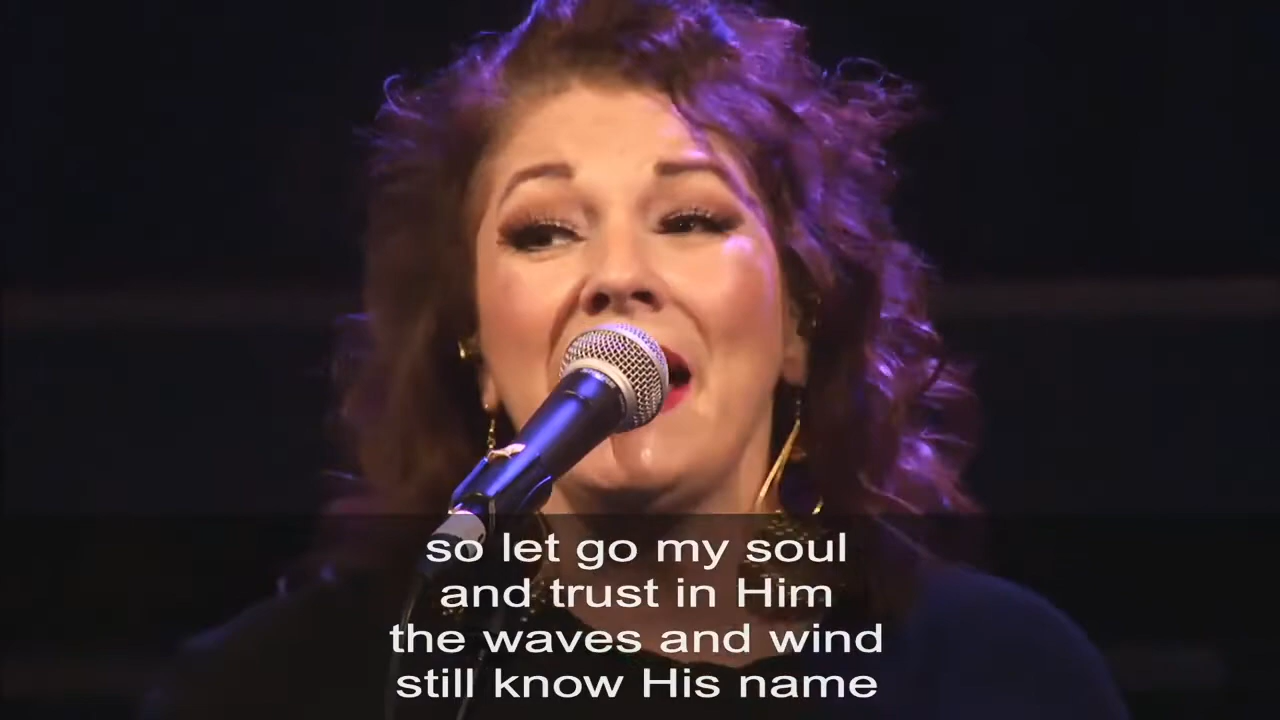 so let go my soul
and trust in Him
the waves and wind
still know His name